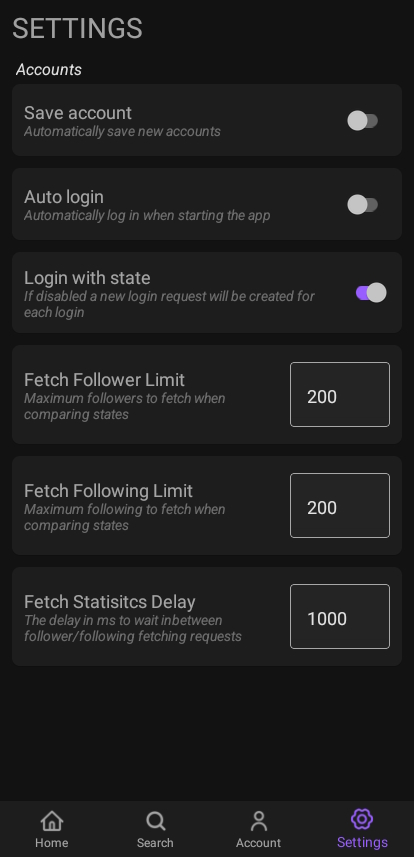 SETTINGS
Accounts
Save account
Automatically save new accounts
Auto login
Automatically log in when starting the app
Login with state
If disabled a new login request will be created for
each login
Fetch Follower Limit
Maximum followers to fetch when
comparing states
200
Fetch Following Limit
Maximum following to fetch when
comparing states
200
Fetch Statisitcs Delay
The delay in ms to wait inbetween
follower/following fetching requests
1000
Home
Search
Account
Settings